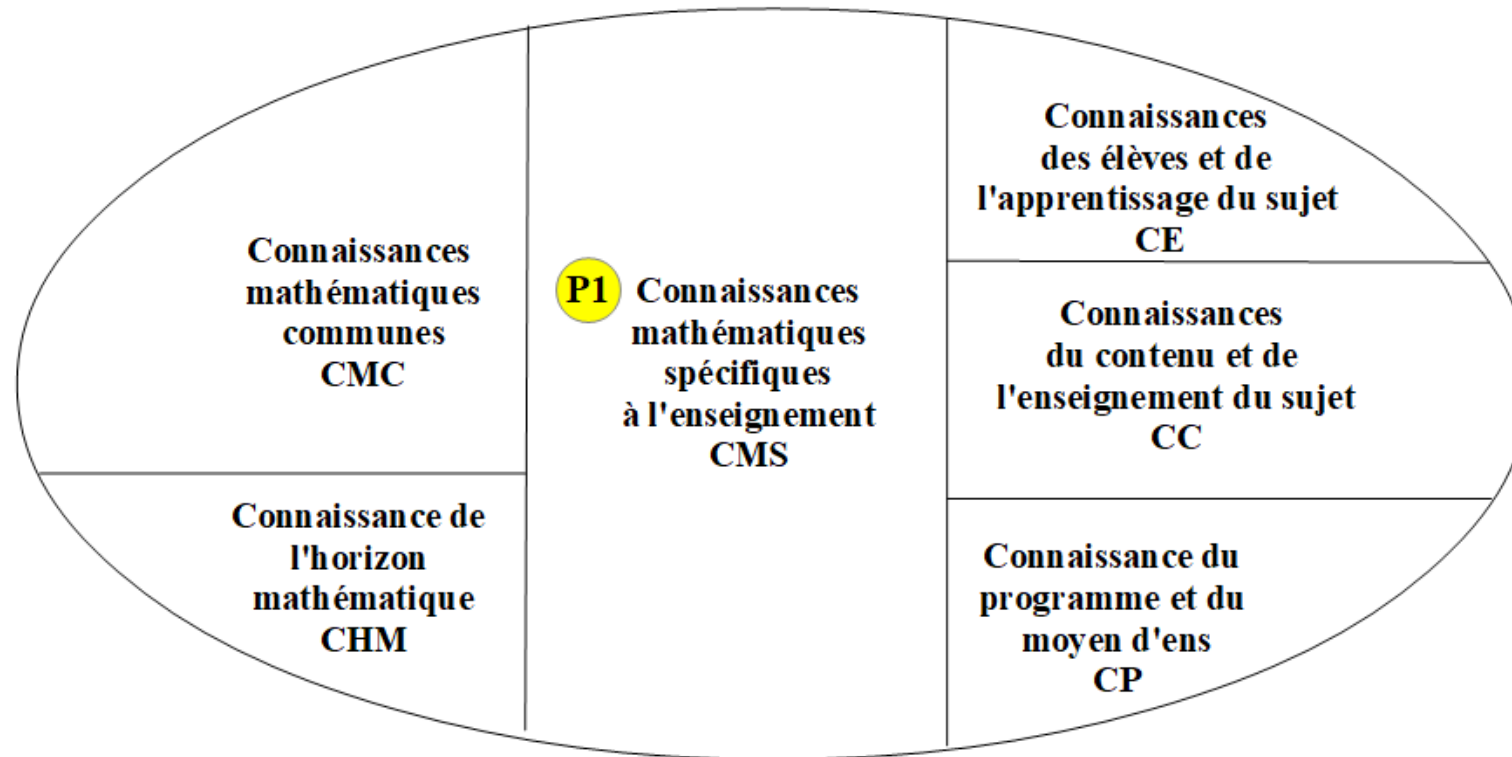 Connaissances
mathématiques
communes
CMC
Connaissance de
l'horizon
mathématique
CHM
P1
Connaissances
mathématiques
spécifiques
à l'enseignement
CMS
Connaissances
des élèves et de
l'apprentissage du sujet
CE
Connaissances
du contenu et de
l'enseignement du sujet
CC
Connaissance du
programme et du
moyen d'ens
CP